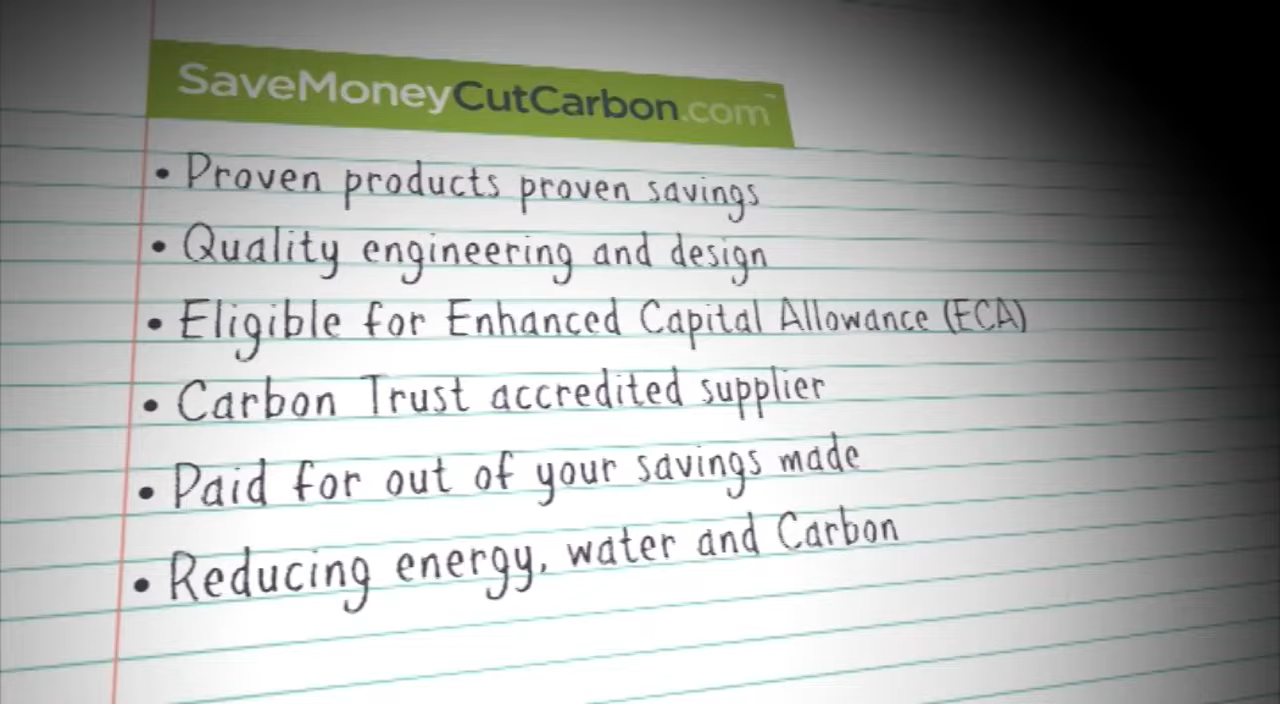 SaveMoneyCutCarbon.com™
• Proven products proven savings
• Quality engineering and design
• Eligible for Enhanced Capital Allowance (ECA)
• Carbon Trust accredited supplier
• Paid for out of your savings made
• Reducing energy, water and Carbon